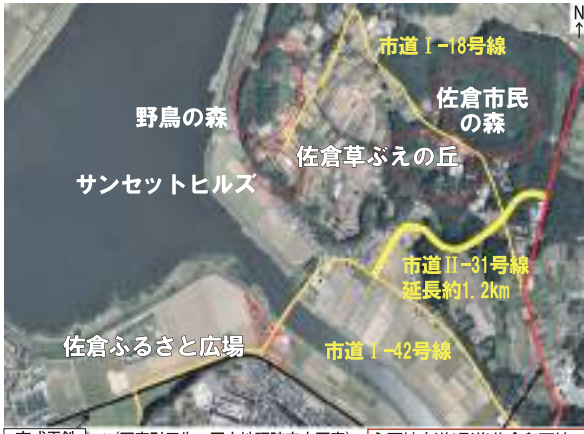 N
市道Ⅰ-18号線
佐倉市民
の森
野鳥の森
佐倉草ぶえの丘
サンセットヒルズ
市道Ⅱ-31号線
延長約1.2km
佐倉ふるさと広場
市道Ⅰ-42号線